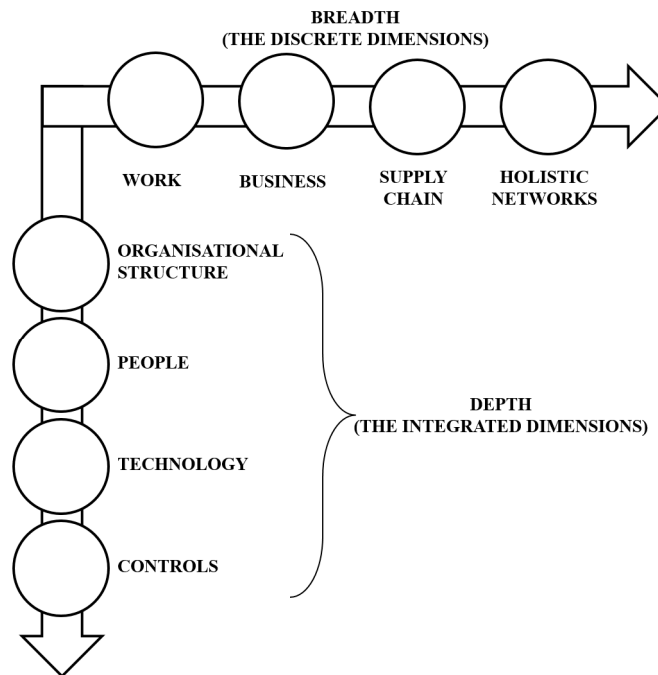 BREADTH
(THE DISCRETE DIMENSIONS)
WORK
BUSINESS
SUPPLY
CHAIN
HOLISTIC
NETWORKS
ORGANISATIONAL
STRUCTURE
PEOPLE
DEPTH
(THE INTEGRATED DIMENSIONS)
TECHNOLOGY
CONTROLS